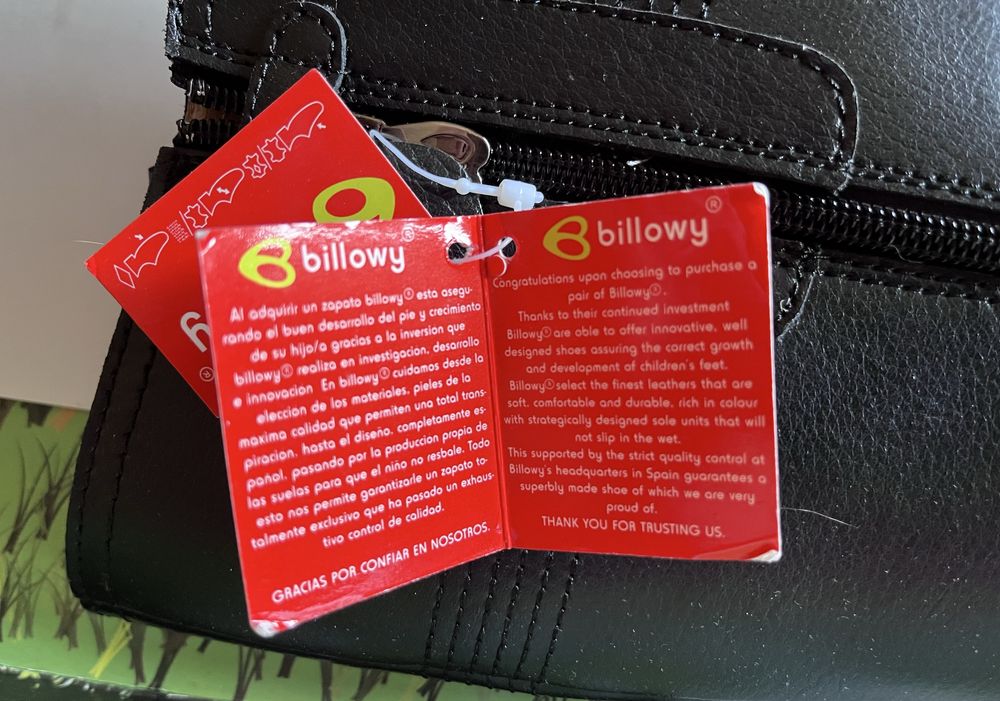 billowy®
Al adquirir un zapato billowy® esta asegu-
rando el buen desarrollo del pie y crecimiento
de su hijo/a gracias a la inversion que
billowy® realiza en investigacion, desarrollo
e innovacion. En billowy® cuidamos desde la
eleccion de los materiales, pieles de la
maxima calidad que permiten una total trans-
piracion, hasta el diseño, completamente es-
pañol, pasando por la produccion propia de
las suelas para que el niño no resbale. Todo
esto nos permite garantizarle un zapato to-
talmente exclusivo que ha pasado un exhaus-
tivo control de calidad.
GRACIAS POR CONFIAR EN NOSOTROS.
billowy®
Congratulations upon choosing to purchase a
pair of Billowy®.
Thanks to their continued investment
Billowy® are able to offer innovative, well
designed shoes assuring the correct growth
and development of children's feet.
Billowy® select the finest leathers that are
soft, comfortable and durable, rich in colour
with strategically designed sole units that will
not slip in the wet.
This supported by the strict quality control at
Billowy's headquarters in Spain guarantees a
superbly made shoe of which we are very
proud of.
THANK YOU FOR TRUSTING US.
y®